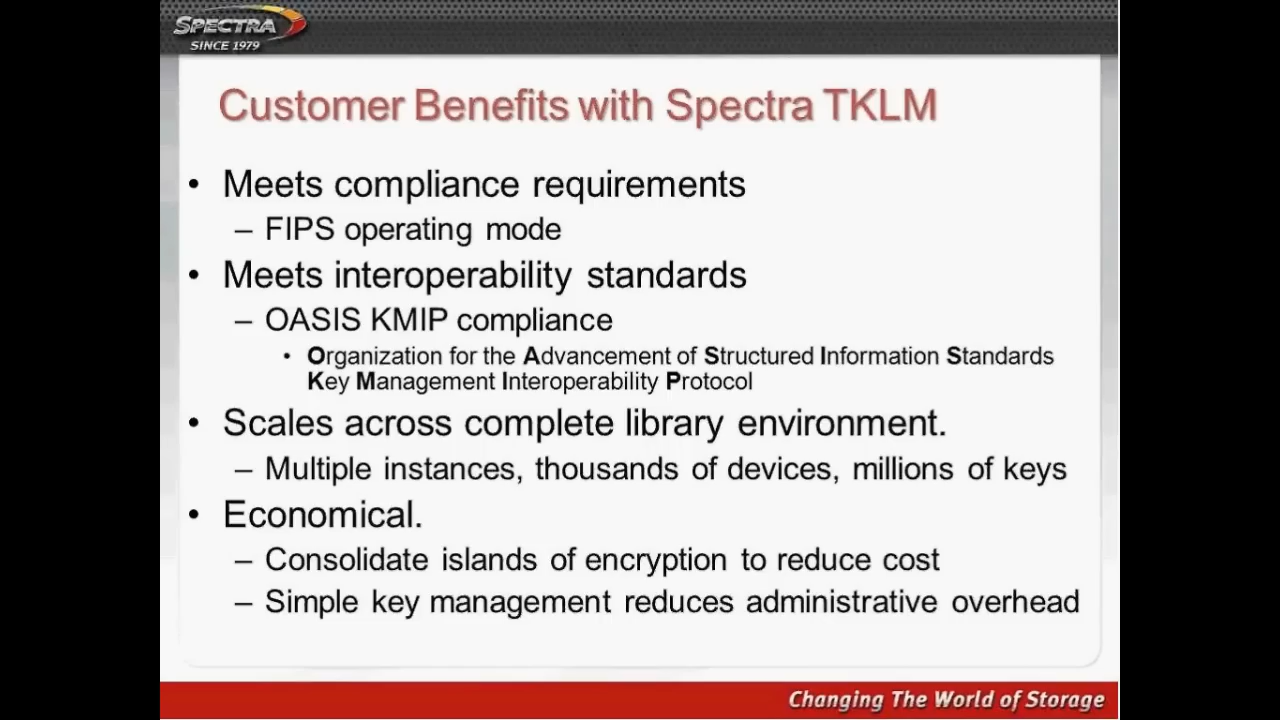 SPECTRA
SINCE 1979
Customer Benefits with Spectra TKLM
• Meets compliance requirements
– FIPS operating mode
• Meets interoperability standards
– OASIS KMIP compliance
• Organization for the Advancement of Structured Information Standards
Key Management Interoperability Protocol
• Scales across complete library environment.
– Multiple instances, thousands of devices, millions of keys
• Economical.
– Consolidate islands of encryption to reduce cost
– Simple key management reduces administrative overhead
Changing The World of Storage